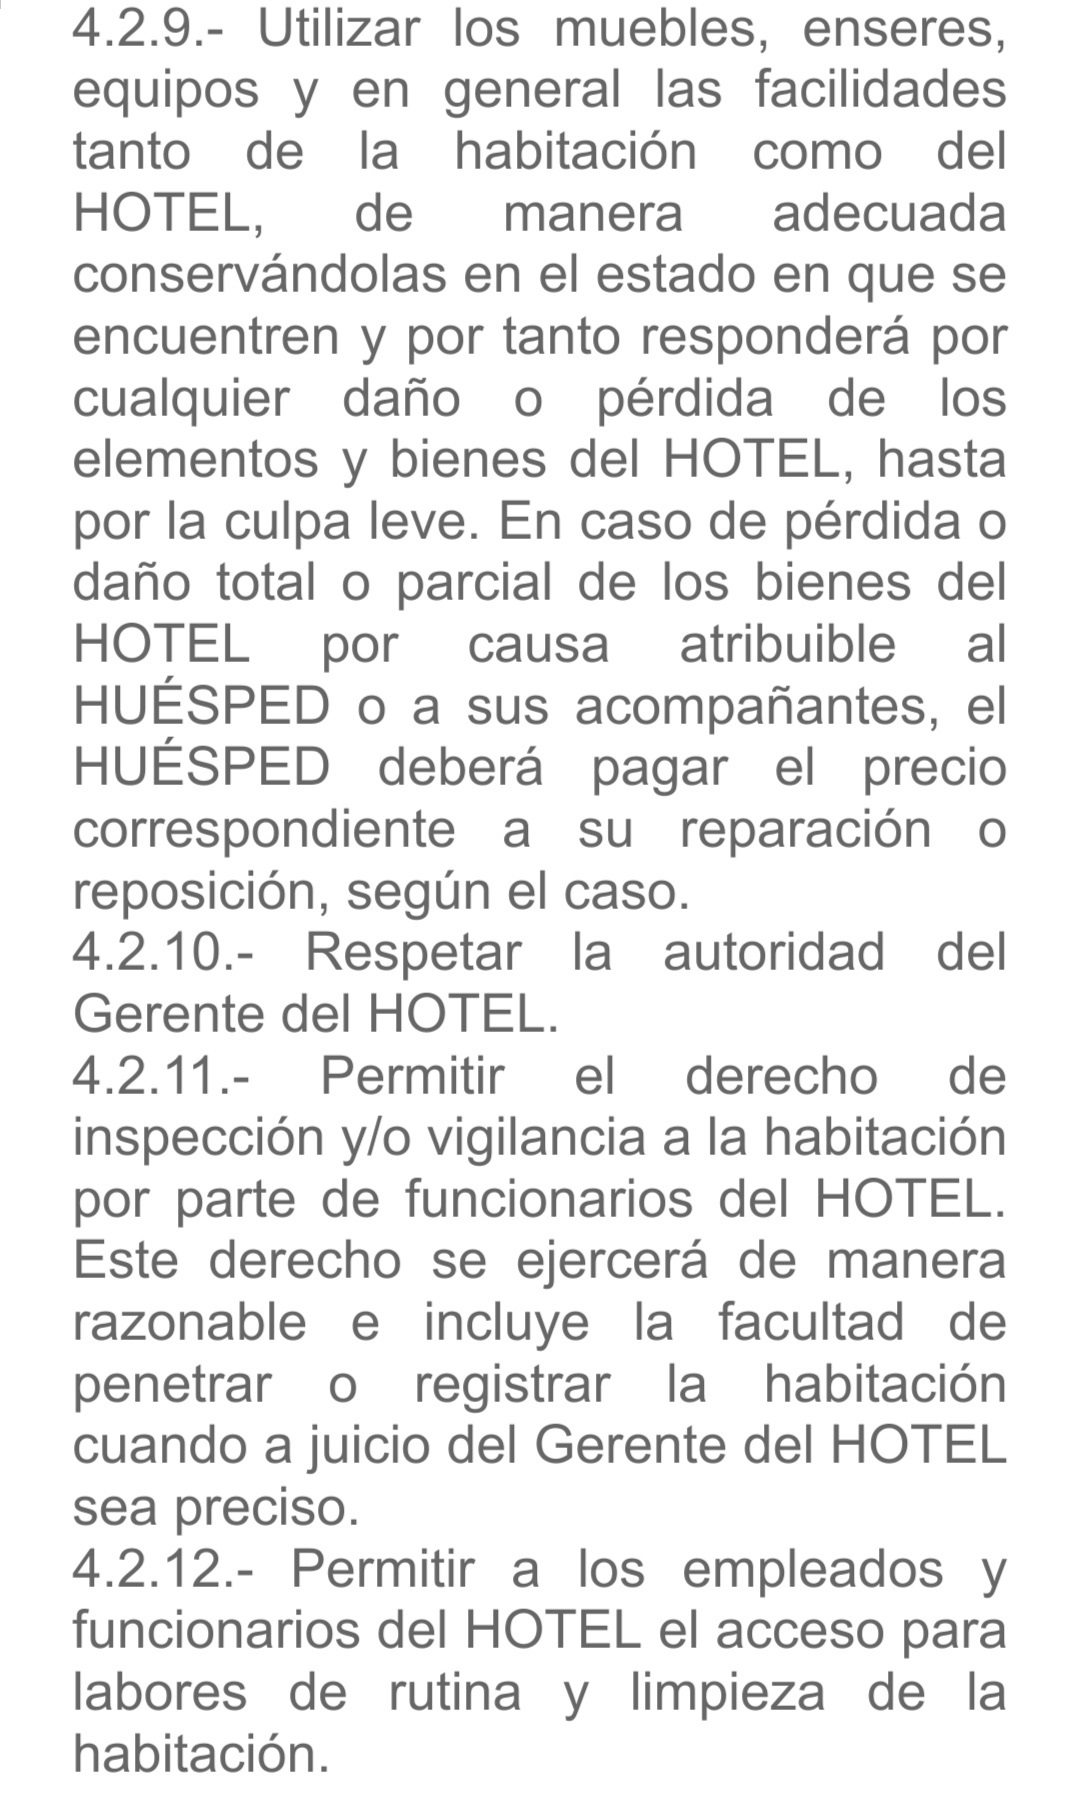 4.2.9.- Utilizar los muebles, enseres,
equipos y en general las facilidades
tanto de la habitación como del
HOTEL, de manera adecuada
conservándolas en el estado en que se
encuentren y por tanto responderá por
cualquier daño o pérdida de los
elementos y bienes del HOTEL, hasta
por la culpa leve. En caso de pérdida o
daño total o parcial de los bienes del
HOTEL por causa atribuible al
HUÉSPED o a sus acompañantes, el
HUÉSPED deberá pagar el precio
correspondiente a su reparación o
reposición, según el caso.
4.2.10.- Respetar la autoridad del
Gerente del HOTEL.
4.2.11.- Permitir el derecho de
inspección y/o vigilancia a la habitación
por parte de funcionarios del HOTEL.
Este derecho se ejercerá de manera
razonable e incluye la facultad de
penetrar o registrar la habitación
cuando a juicio del Gerente del HOTEL
sea preciso.
4.2.12.- Permitir a los empleados y
funcionarios del HOTEL el acceso para
labores de rutina y limpieza de la
habitación.